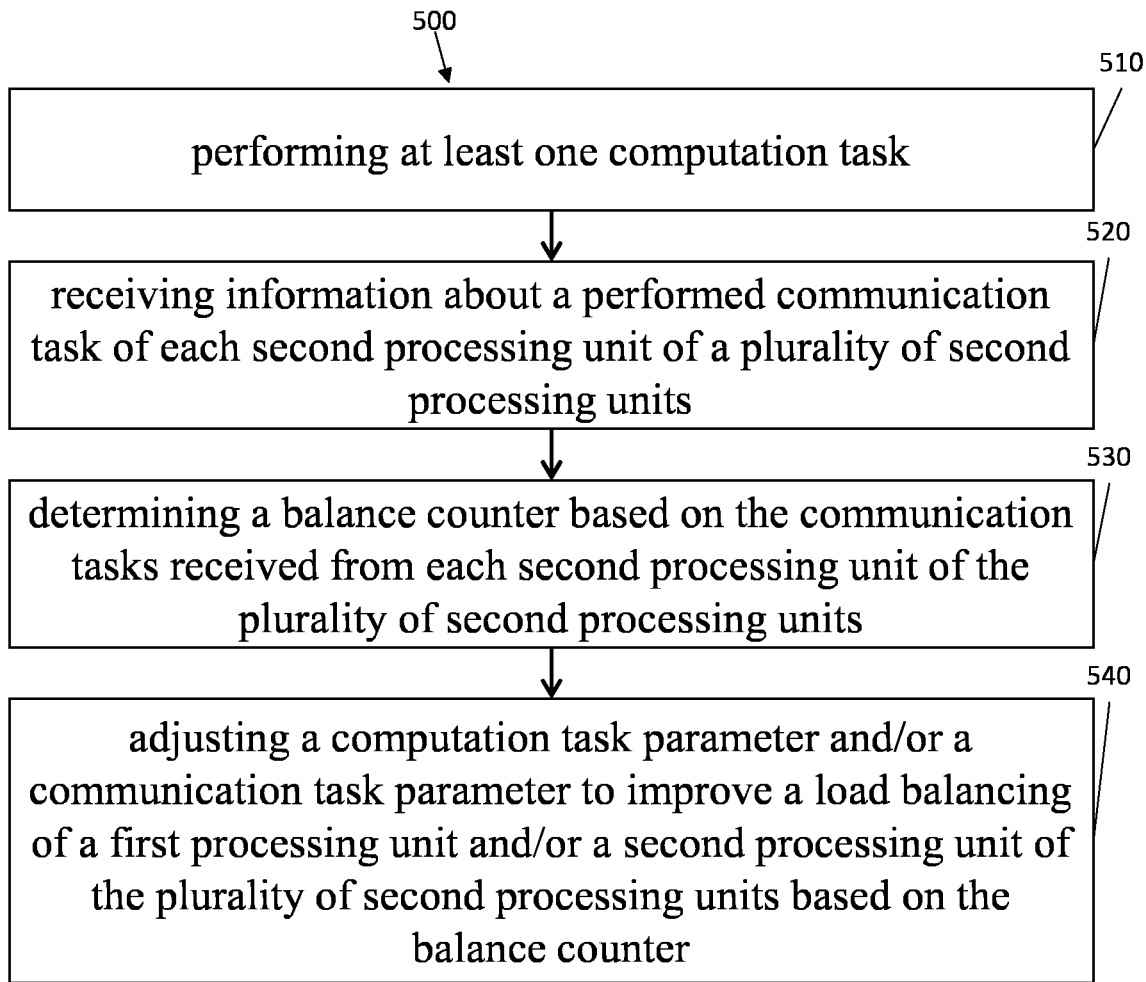 500
510
performing at least one computation task
520
receiving information about a performed communication
task of each second processing unit of a plurality of second
processing units
530
determining a balance counter based on the communication
tasks received from each second processing unit of the
plurality of second processing units
540
adjusting a computation task parameter and/or a
communication task parameter to improve a load balancing
of a first processing unit and/or a second processing unit of
the plurality of second processing units based on the
balance counter